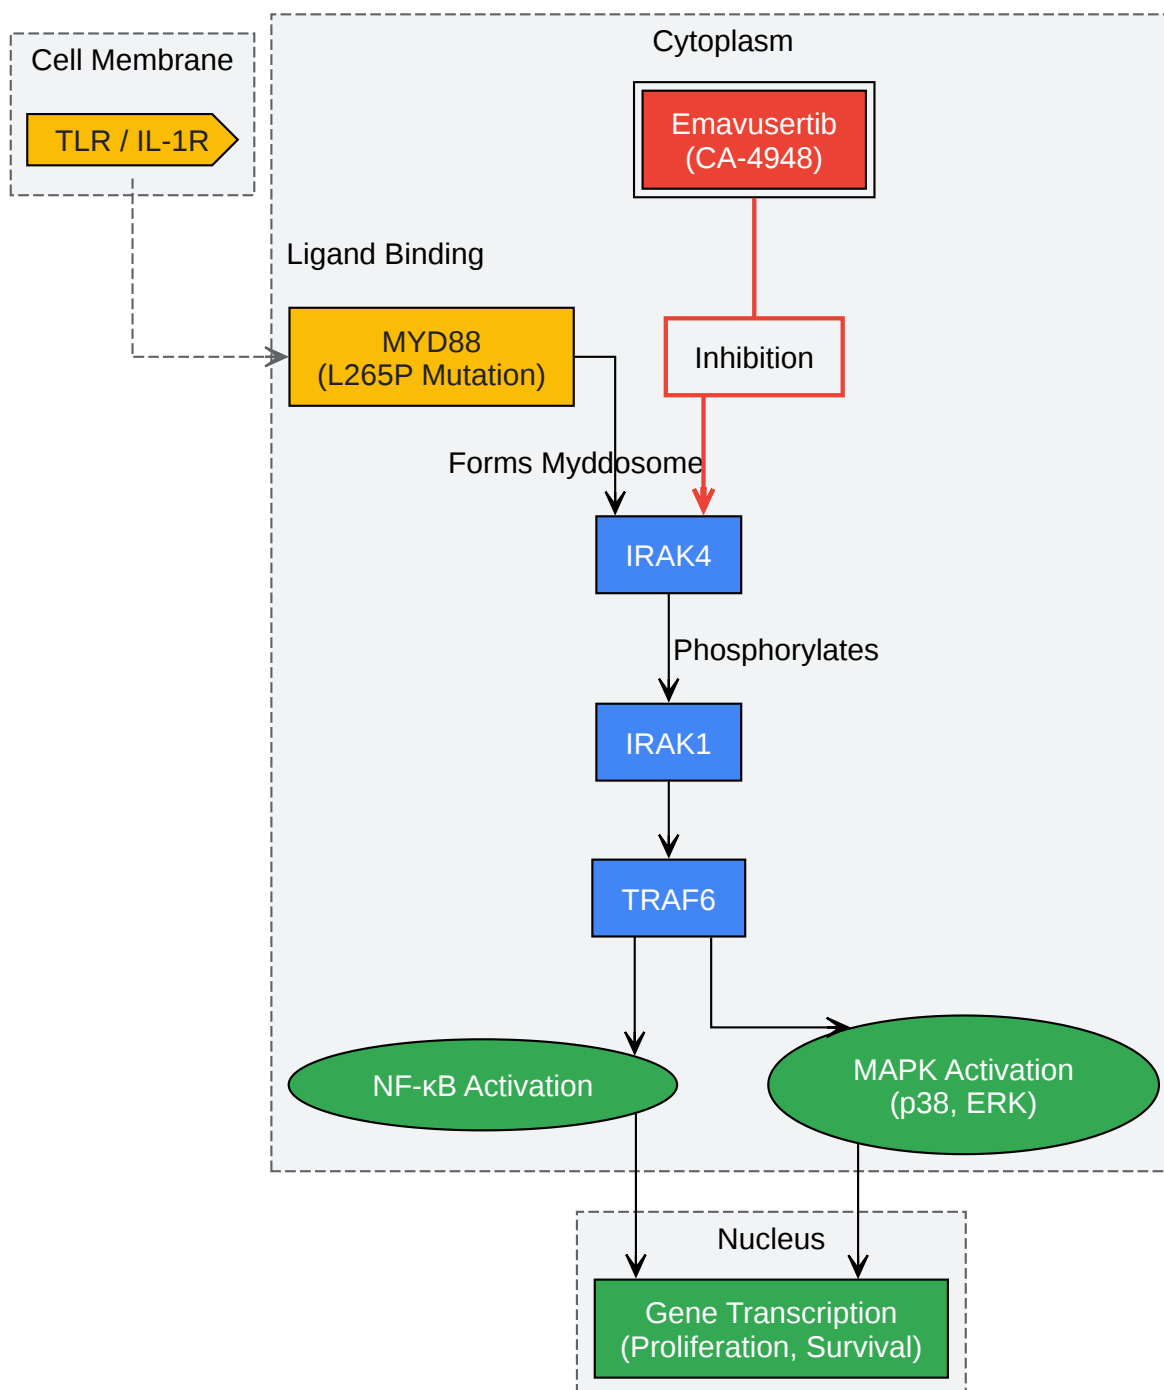 Cytoplasm
Cell Membrane
TLR / IL-1R
Emavusertib
(CA-4948)
Ligand Binding
MYD88
(L265P Mutation)
Inhibition
Forms Myddosome
IRAK4
Phosphorylates
IRAK1
TRAF6
NF-κB Activation
MAPK Activation
(p38, ERK)
Nucleus
Gene Transcription
(Proliferation, Survival)